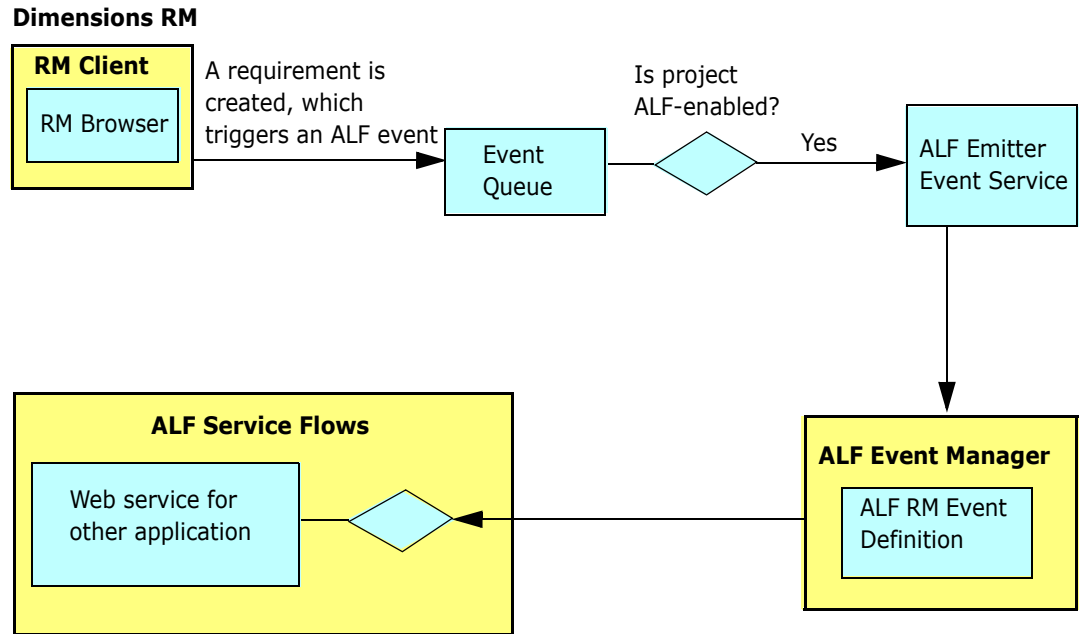 Dimensions RM
RM Client
RM Browser
A requirement is
created, which
triggers an ALF event
Event
Queue
Is project
ALF-enabled?
Yes
ALF Emitter
Event Service
ALF Event Manager
ALF RM Event
Definition
ALF Service Flows
Web service for
other application